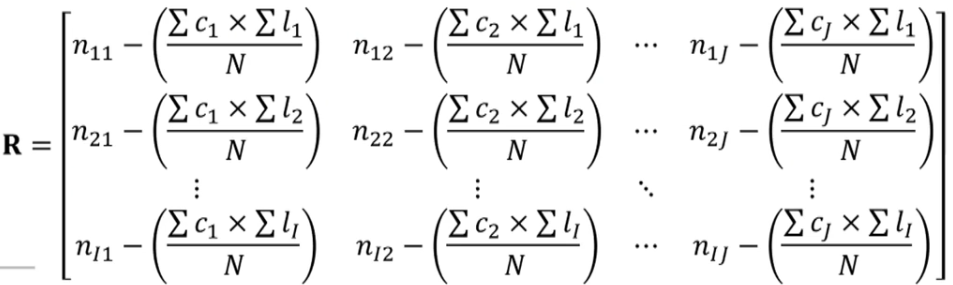 R = [ n₁₁ − (∑ c₁ × ∑ l₁ / N)   n₁₂ − (∑ c₂ × ∑ l₁ / N)   ⋯   n₁J − (∑ cJ × ∑ l₁ / N)
n₂₁ − (∑ c₁ × ∑ l₂ / N)   n₂₂ − (∑ c₂ × ∑ l₂ / N)   ⋯   n₂J − (∑ cJ × ∑ l₂ / N)
⋮   ⋮   ⋱   ⋮
nI₁ − (∑ c₁ × ∑ lI / N)   nI₂ − (∑ c₂ × ∑ lI / N)   ⋯   nIJ − (∑ cJ × ∑ lI / N) ]